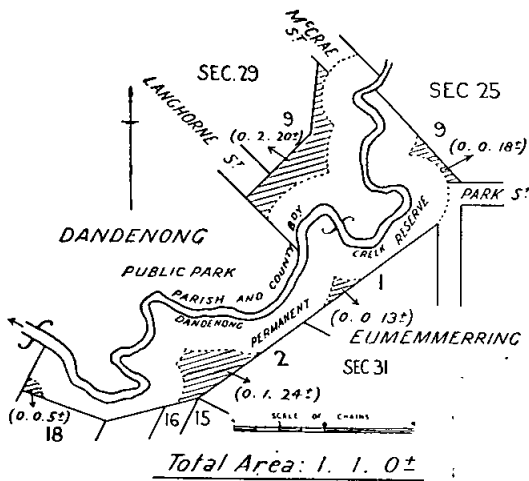 McCRAE
ST.
SEC. 29
SEC 25
LANGHORNE ST
9
(0. 2. 20±)
9
(0. 0. 18±)
PARK ST
DANDENONG
PUBLIC PARK
PARISH AND COUNTY BDY
DANDENONG
CREEK RESERVE
PERMANENT
1
(0. 0 13±)
EUMEMMERRING
2
SEC 31
(0. 1. 24±)
(0. 0. 5±)
18
16
15
SCALE OF CHAINS
Total Area: 1. 1. 0±